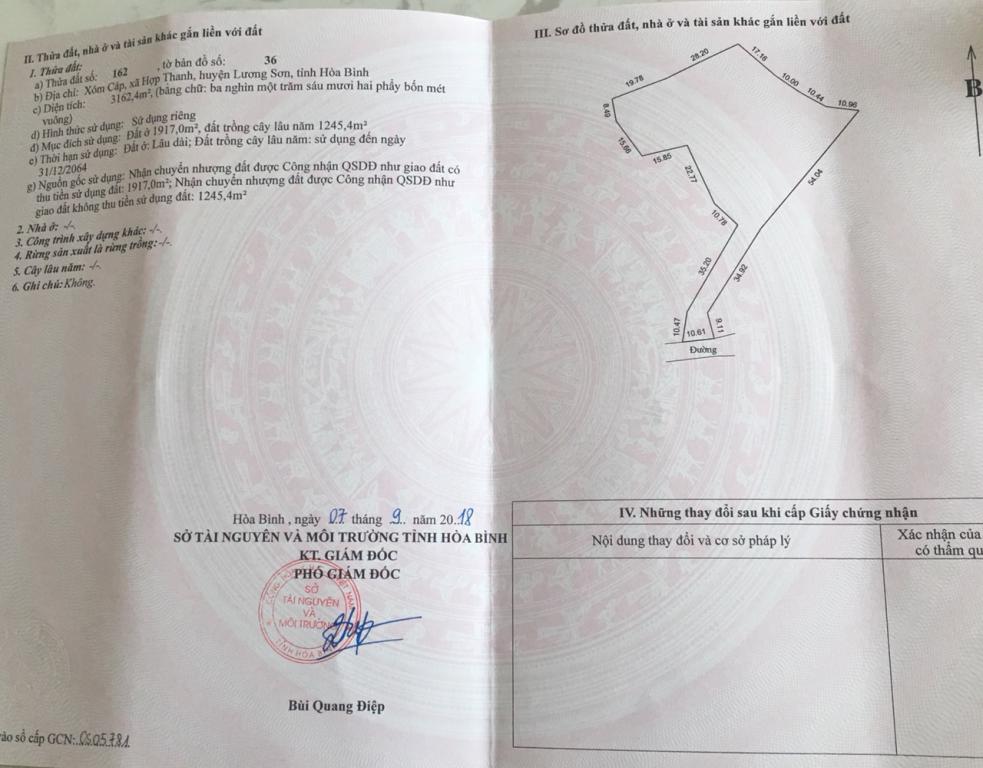 II. Thửa đất, nhà ở và tài sản khác gắn liền với đất
1. Thửa đất:
a) Thửa đất số: 162 , tờ bản đồ số: 36
b) Địa chỉ: Xóm Cáp, xã Hợp Thanh, huyện Lương Sơn, tỉnh Hòa Bình
c) Diện tích: 3162,4m², (bằng chữ: ba nghìn một trăm sáu mươi hai phẩy bốn mét
vuông)
d) Hình thức sử dụng: Sử dụng riêng
đ) Mục đích sử dụng: Đất ở 1917,0m², đất trồng cây lâu năm 1245,4m²
e) Thời hạn sử dụng: Đất ở: Lâu dài; Đất trồng cây lâu năm: sử dụng đến ngày
31/12/2064
g) Nguồn gốc sử dụng: Nhận chuyển nhượng đất được Công nhận QSDĐ như giao đất có
thu tiền sử dụng đất: 1917,0m²; Nhận chuyển nhượng đất được Công nhận QSDĐ như
giao đất không thu tiền sử dụng đất: 1245,4m²
2. Nhà ở: -/-.
3. Công trình xây dựng khác: -/-.
4. Rừng sản xuất là rừng trồng: -/-.
5. Cây lâu năm: -/-.
6. Ghi chú: Không.
Hòa Bình , ngày 07 tháng 9.. năm 20.18
SỞ TÀI NGUYÊN VÀ MÔI TRƯỜNG TỈNH HÒA BÌNH
KT. GIÁM ĐỐC
PHÓ GIÁM ĐỐC
SỞ
TÀI NGUYÊN
VÀ
MÔI TRƯỜNG
TỈNH HÒA BÌNH
Bùi Quang Điệp
vào sổ cấp GCN: CS05781
III. Sơ đồ thửa đất, nhà ở và tài sản khác gắn liền với đất
B
17.16
28.20
10.00
19.78
10.44
10.96
8.49
15.66
15.85
22.77
54.04
10.78
35.20
34.92
10.47
10.61
9.11
Đường
IV. Những thay đổi sau khi cấp Giấy chứng nhận
Nội dung thay đổi và cơ sở pháp lý
Xác nhận của
có thẩm qu